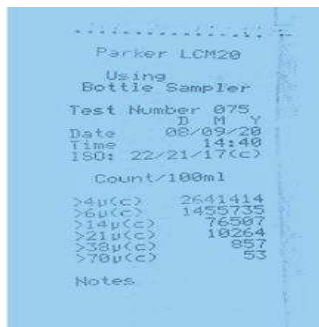 Parker LCM20
Using
Bottle Sampler
Test Number 075
D M Y
Date 08/09/20
Time 14:40
ISO: 22/21/17(c)
Count/100ml
>4µ(c) 2641414
>6µ(c) 1455735
>14µ(c) 76507
>21µ(c) 10264
>38µ(c) 857
>70µ(c) 53
Notes